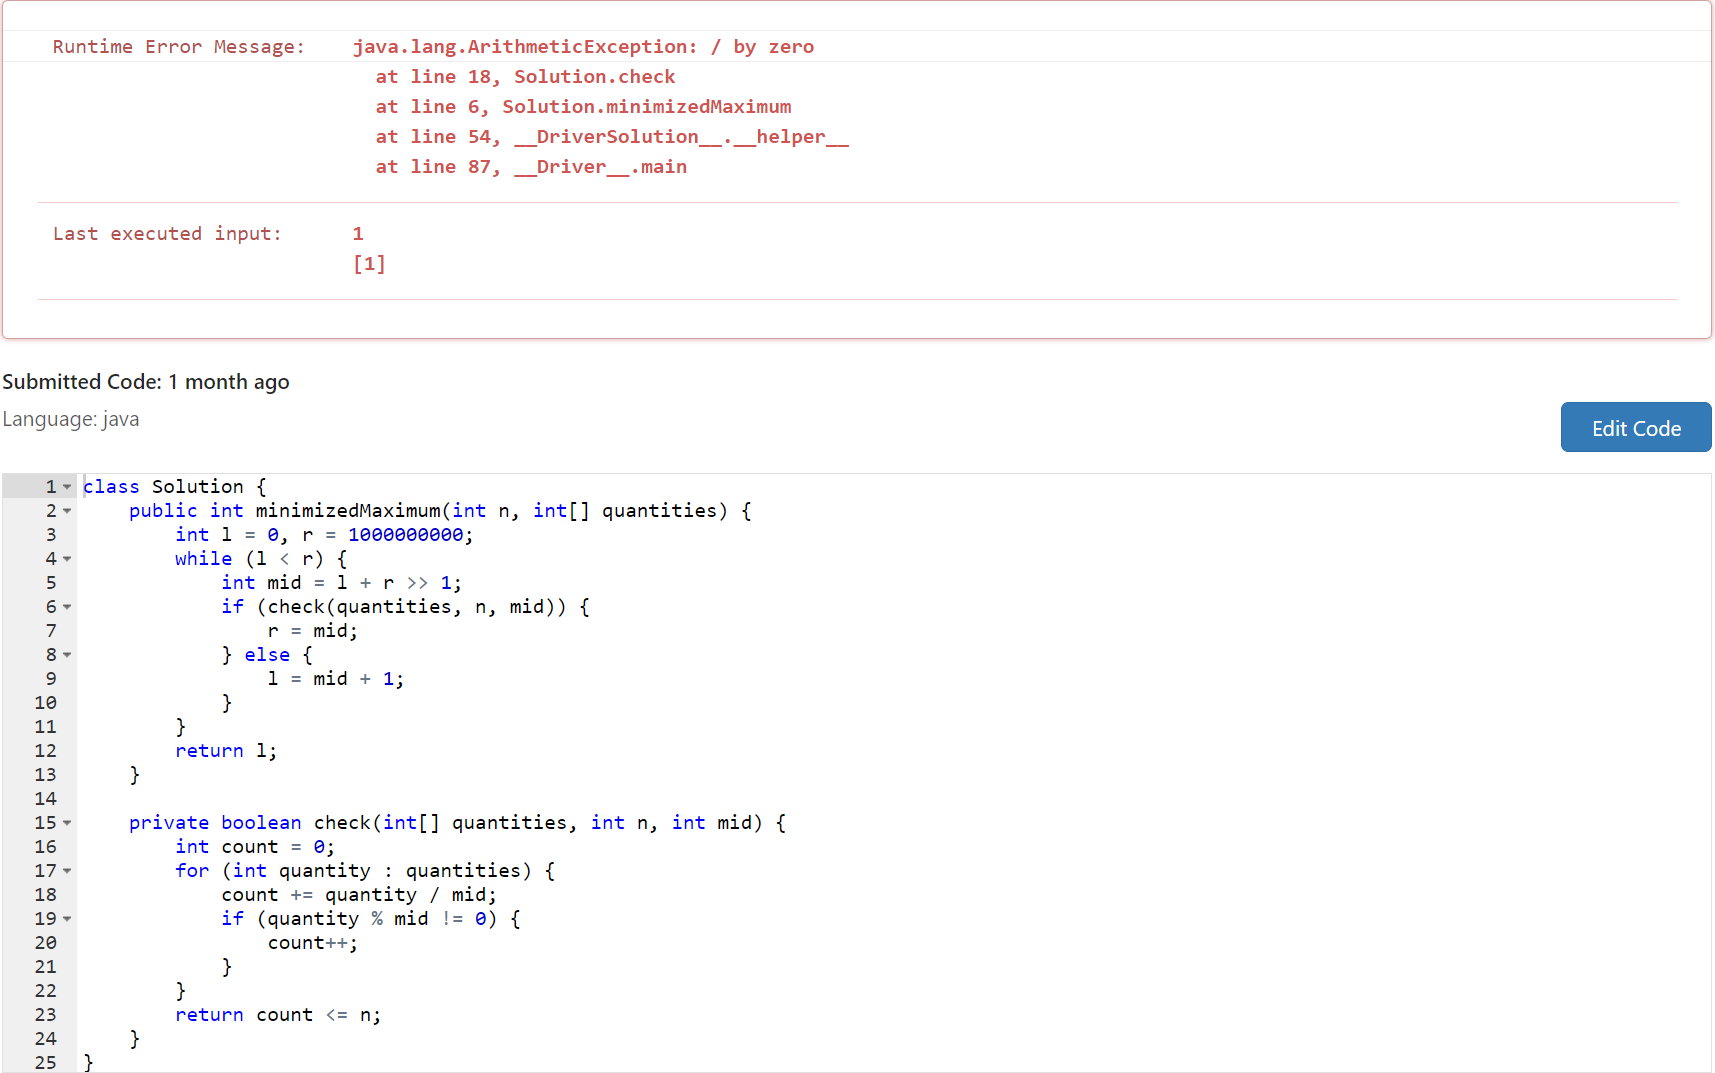 Runtime Error Message: java.lang.ArithmeticException: / by zero
at line 18, Solution.check
at line 6, Solution.minimizedMaximum
at line 54, __DriverSolution__.__helper__
at line 87, __Driver__.main
Last executed input: 1
[1]
Submitted Code: 1 month ago
Language: java
Edit Code
1 class Solution {
2     public int minimizedMaximum(int n, int[] quantities) {
3         int l = 0, r = 1000000000;
4         while (l < r) {
5             int mid = l + r >> 1;
6             if (check(quantities, n, mid)) {
7                 r = mid;
8             } else {
9                 l = mid + 1;
10             }
11         }
12         return l;
13     }
14
15     private boolean check(int[] quantities, int n, int mid) {
16         int count = 0;
17         for (int quantity : quantities) {
18             count += quantity / mid;
19             if (quantity % mid != 0) {
20                 count++;
21             }
22         }
23         return count <= n;
24     }
25 }